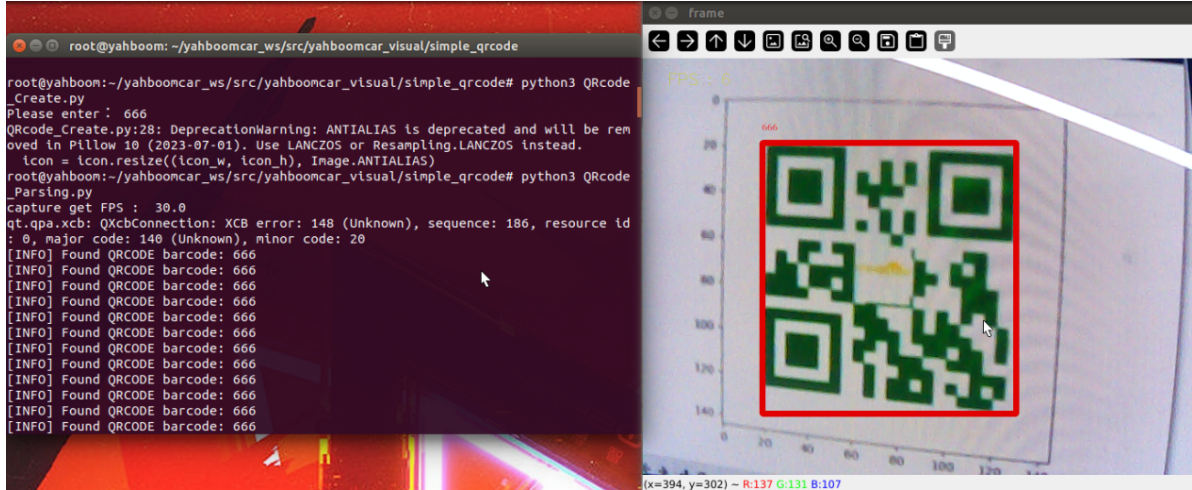 root@yahboom: ~/yahboomcar_ws/src/yahboomcar_visual/simple_qrcode
root@yahboom:~/yahboomcar_ws/src/yahboomcar_visual/simple_qrcode# python3 QRcode
_Create.py
Please enter： 666
QRcode_Create.py:28: DeprecationWarning: ANTIALIAS is deprecated and will be rem
oved in Pillow 10 (2023-07-01). Use LANCZOS or Resampling.LANCZOS instead.
  icon = icon.resize((icon_w, icon_h), Image.ANTIALIAS)
root@yahboom:~/yahboomcar_ws/src/yahboomcar_visual/simple_qrcode# python3 QRcode
_Parsing.py
capture get FPS :  30.0
qt.qpa.xcb: QXcbConnection: XCB error: 148 (Unknown), sequence: 186, resource id
: 0, major code: 140 (Unknown), minor code: 20
[INFO] Found QRCODE barcode: 666
[INFO] Found QRCODE barcode: 666
[INFO] Found QRCODE barcode: 666
[INFO] Found QRCODE barcode: 666
[INFO] Found QRCODE barcode: 666
[INFO] Found QRCODE barcode: 666
[INFO] Found QRCODE barcode: 666
[INFO] Found QRCODE barcode: 666
[INFO] Found QRCODE barcode: 666
[INFO] Found QRCODE barcode: 666
[INFO] Found QRCODE barcode: 666
[INFO] Found QRCODE barcode: 666
frame
0
666
20
40
60
80
100
120
140
0 20 40 60 80 100 120
(x=394, y=302) ~ R:137 G:131 B:107